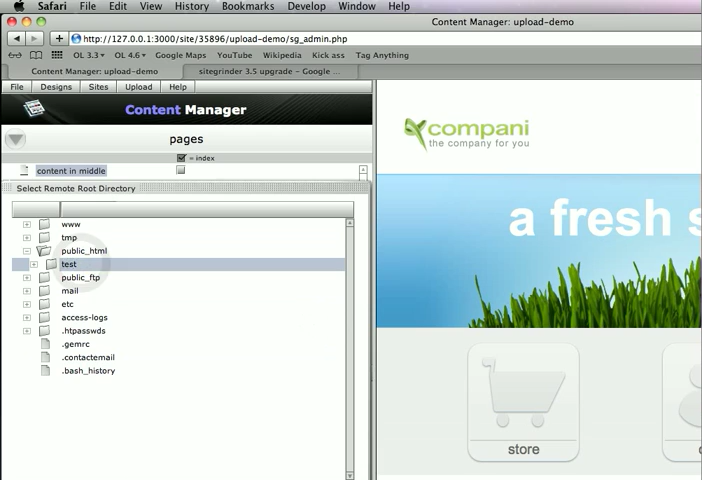 Safari File Edit View History Bookmarks Develop Window Help
Content Manager: upload-demo
http://127.0.0.1:3000/site/35896/upload-demo/sg_admin.php
OL 3.3 OL 4.6 Google Maps YouTube Wikipedia Kick ass Tag Anything
Content Manager: upload-demo sitegrinder 3.5 upgrade – Google ...
File Designs Sites Upload Help
Content Manager
pages
= index
content in middle
Select Remote Root Directory
www
tmp
public_html
test
public_ftp
mail
etc
access-logs
.htpasswds
.gemrc
.contactemail
.bash_history
compani
the company for you
a fresh s
store